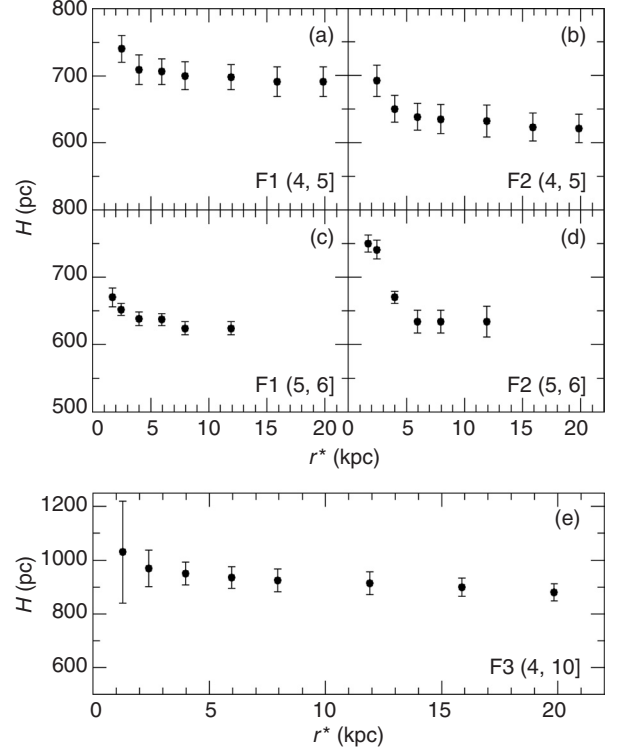 800
(a)
(b)
700
600
F1 (4, 5]
F2 (4, 5]
H (pc)
800
(c)
(d)
700
600
F1 (5, 6]
F2 (5, 6]
500
0 5 10 15 20 0 5 10 15 20
r* (kpc)
1200
(e)
1000
H (pc)
800
600
F3 (4, 10]
0 5 10 15 20
r* (kpc)